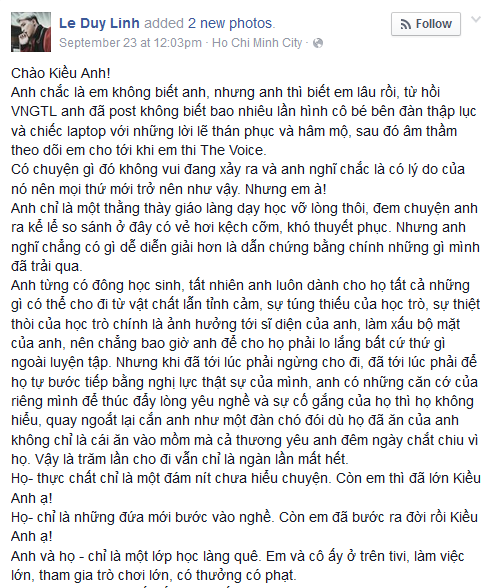 Le Duy Linh added 2 new photos.
Follow
September 23 at 12:03pm · Ho Chi Minh City ·
Chào Kiều Anh!
Anh chắc là em không biết anh, nhưng anh thì biết em lâu rồi, từ hồi
VNGTL anh đã post không biết bao nhiêu lần hình cô bé bên đàn thập lục
và chiếc laptop với những lời lẽ thán phục và hâm mộ, sau đó âm thầm
theo dõi em cho tới khi em thi The Voice.
Có chuyện gì đó không vui đang xảy ra và anh nghĩ chắc là có lý do của
nó nên mọi thứ mới trở nên như vậy. Nhưng em à!
Anh chỉ là một thằng thày giáo làng dạy học vỡ lòng thôi, đem chuyện anh
ra kể lể so sánh ở đây có vẻ hơi kệch cỡm, khó thuyết phục. Nhưng anh
nghĩ chẳng có gì dễ diễn giải hơn là dẫn chứng bằng chính những gì mình
đã trải qua.
Anh từng có đông học sinh, tất nhiên anh luôn dành cho họ tất cả những
gì có thể cho đi từ vật chất lẫn tỉnh cảm, sự túng thiếu của học trò, sự thiệt
thòi của học trò chính là ảnh hưởng tới sĩ diện của anh, làm xấu bộ mặt
của anh, nên chẳng bao giờ anh để cho họ phải lo lắng bất cứ thứ gì
ngoài luyện tập. Nhưng khi đã tới lúc phải ngừng cho đi, đã tới lúc phải để
họ tự bước tiếp bằng nghị lực thật sự của mình, anh có những căn cớ của
riêng mình để thúc đẩy lòng yêu nghề và sự cố gắng của họ thì họ không
hiểu, quay ngoắt lại cắn anh như một đàn chó đói dù họ đã ăn của anh
không chỉ là cái ăn vào mồm mà cả thương yêu anh đêm ngày chắt chiu vì
họ. Vậy là trăm lần cho đi vẫn chỉ là ngàn lần mất hết.
Họ- thực chất chỉ là một đám nít chưa hiểu chuyện. Còn em thì đã lớn Kiều
Anh ạ!
Họ- chỉ là những đứa mới bước vào nghề. Còn em đã bước ra đời rồi Kiều
Anh ạ!
Anh và họ - chỉ là một lớp học làng quê. Em và cô ấy ở trên tivi, làm việc
lớn, tham gia trò chơi lớn, có thưởng có phạt.